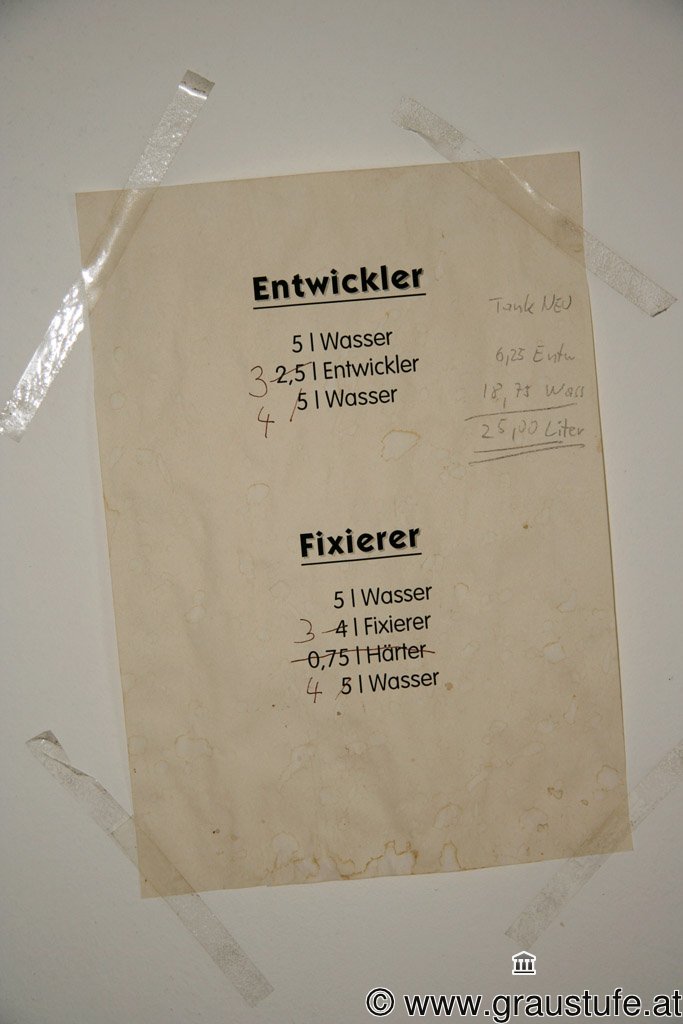 Entwickler
5 l Wasser
3 2,5 l Entwickler
4 5 l Wasser
Tank NEU
6,25 Entw
18,75 Wass
25,00 Liter
Fixierer
5 l Wasser
3 4 l Fixierer
0,75 l Härter
4 5 l Wasser
© www.graustufe.at